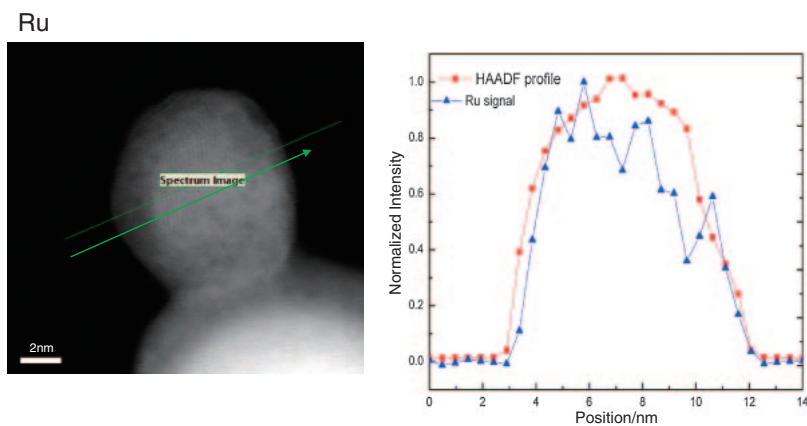 Ru
Spectrum Image
2nm
HAADF profile
Ru signal
Normalized Intensity
1.0
0.8
0.6
0.4
0.2
0.0
0 2 4 6 8 10 12 14
Position/nm